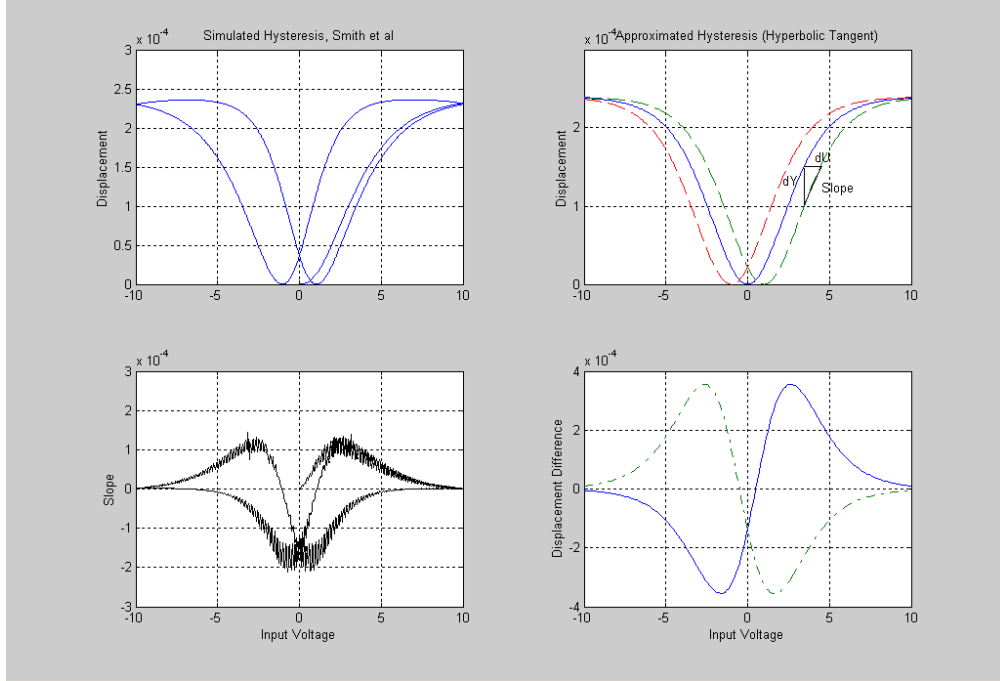 Simulated Hysteresis, Smith et al
x 10-4
3
2.5
2
1.5
1
0.5
0
-10
-5
0
5
10
Displacement
Approximated Hysteresis (Hyperbolic Tangent)
x 10-4
2
1
0
-10
-5
0
5
10
Displacement
dU
dY
Slope
x 10-4
3
2
1
0
-1
-2
-3
-10
-5
0
5
10
Slope
Input Voltage
x 10-4
4
2
0
-2
-4
-10
-5
0
5
10
Displacement Difference
Input Voltage